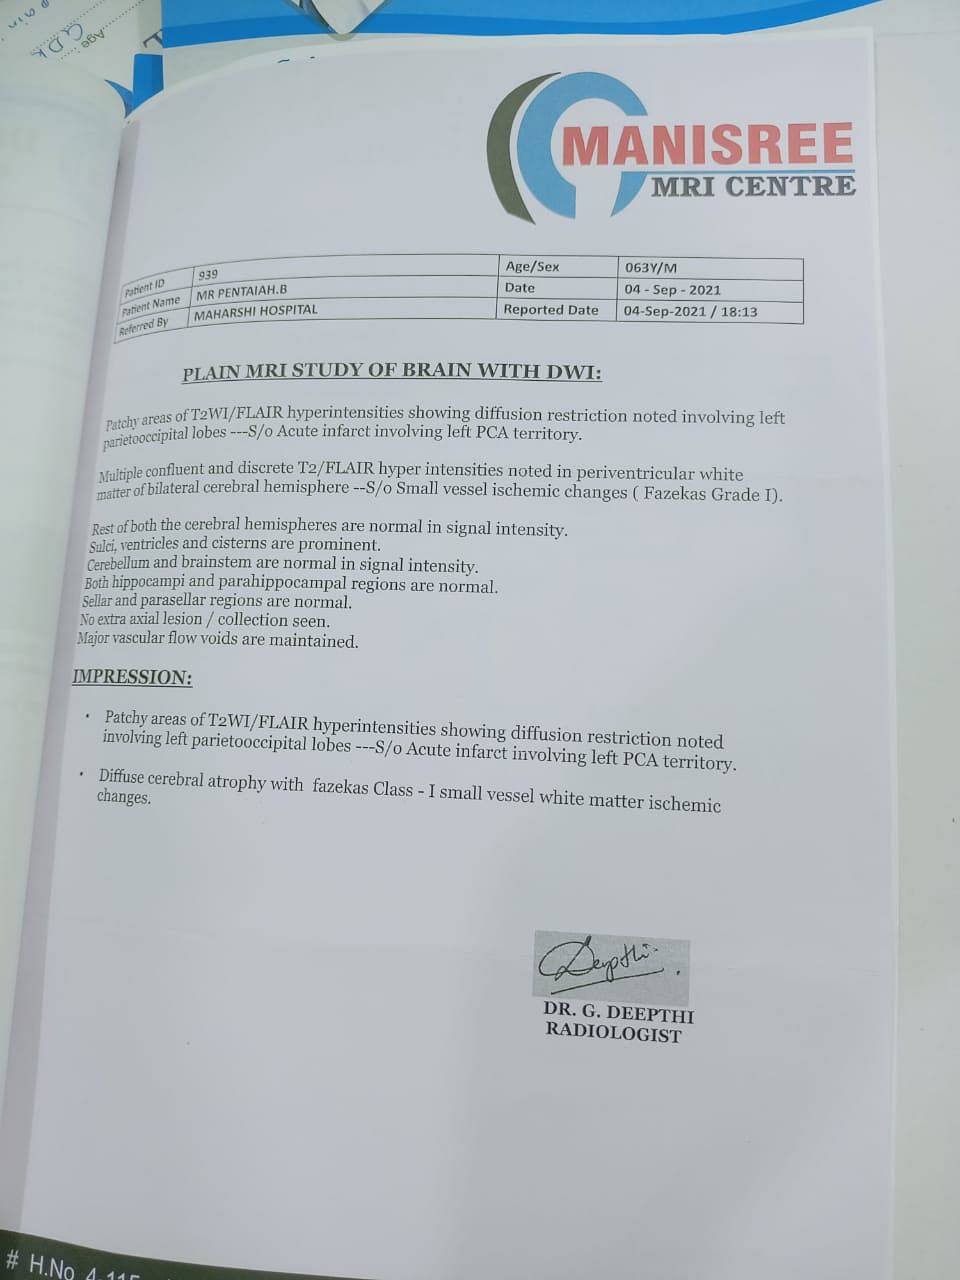 Age:
MANISREE
MRI CENTRE
Patient ID 939 Age/Sex 063Y/M
Patient Name MR PENTAIAH.B Date 04 - Sep - 2021
Referred By MAHARSHI HOSPITAL Reported Date 04-Sep-2021 / 18:13
PLAIN MRI STUDY OF BRAIN WITH DWI:
Patchy areas of T2WI/FLAIR hyperintensities showing diffusion restriction noted involving left
parietooccipital lobes ---S/o Acute infarct involving left PCA territory.
Multiple confluent and discrete T2/FLAIR hyper intensities noted in periventricular white
matter of bilateral cerebral hemisphere --S/o Small vessel ischemic changes ( Fazekas Grade I).
Rest of both the cerebral hemispheres are normal in signal intensity.
Sulci, ventricles and cisterns are prominent.
Cerebellum and brainstem are normal in signal intensity.
Both hippocampi and parahippocampal regions are normal.
Sellar and parasellar regions are normal.
No extra axial lesion / collection seen.
Major vascular flow voids are maintained.
IMPRESSION:
• Patchy areas of T2WI/FLAIR hyperintensities showing diffusion restriction noted
involving left parietooccipital lobes ---S/o Acute infarct involving left PCA territory.
• Diffuse cerebral atrophy with fazekas Class - I small vessel white matter ischemic
changes.
Deepthi
DR. G. DEEPTHI
RADIOLOGIST
# H.No 4-115